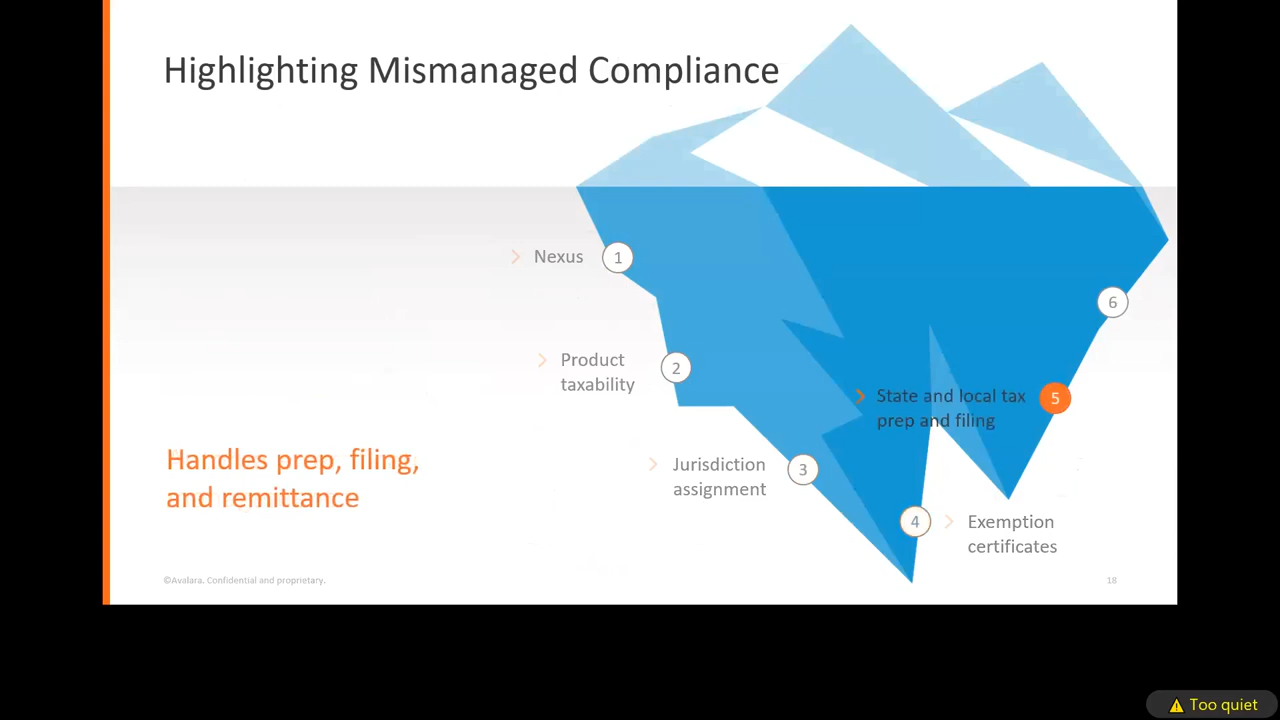 Highlighting Mismanaged Compliance
Nexus
1
6
Product
taxability
2
State and local tax
prep and filing
5
Handles prep, filing,
and remittance
Jurisdiction
assignment
3
4
Exemption
certificates
©Avalara. Confidential and proprietary.
18
Too quiet